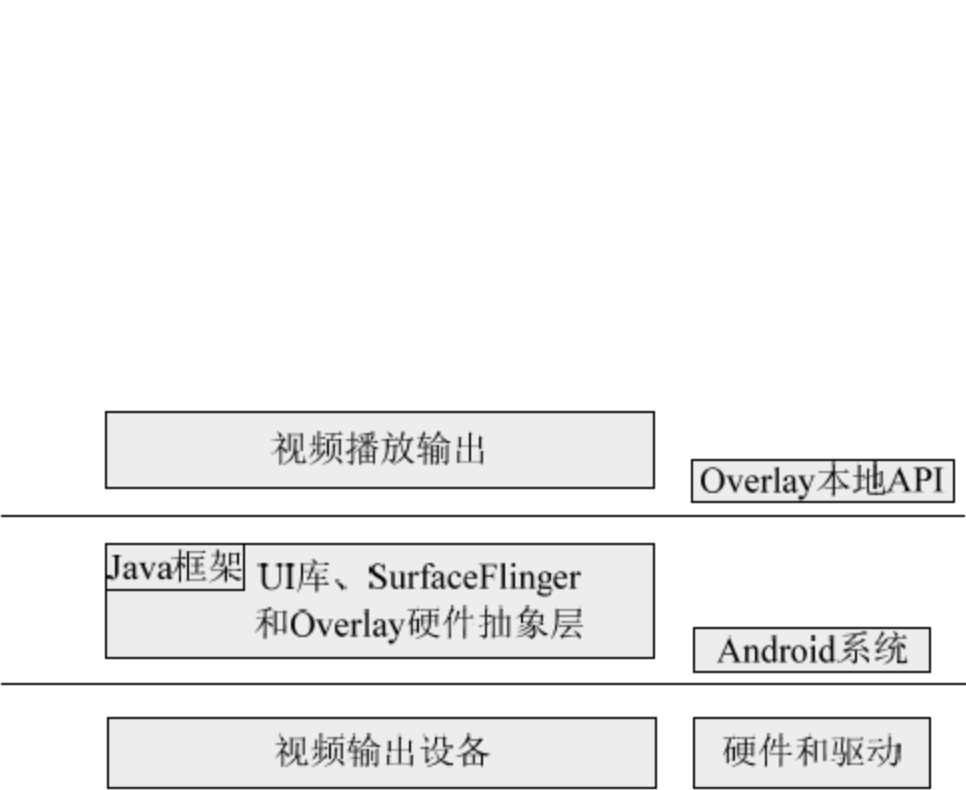 视频播放输出
Overlay本地API
Java框架
UI库、SurfaceFlinger
和Overlay硬件抽象层
Android系统
视频输出设备
硬件和驱动